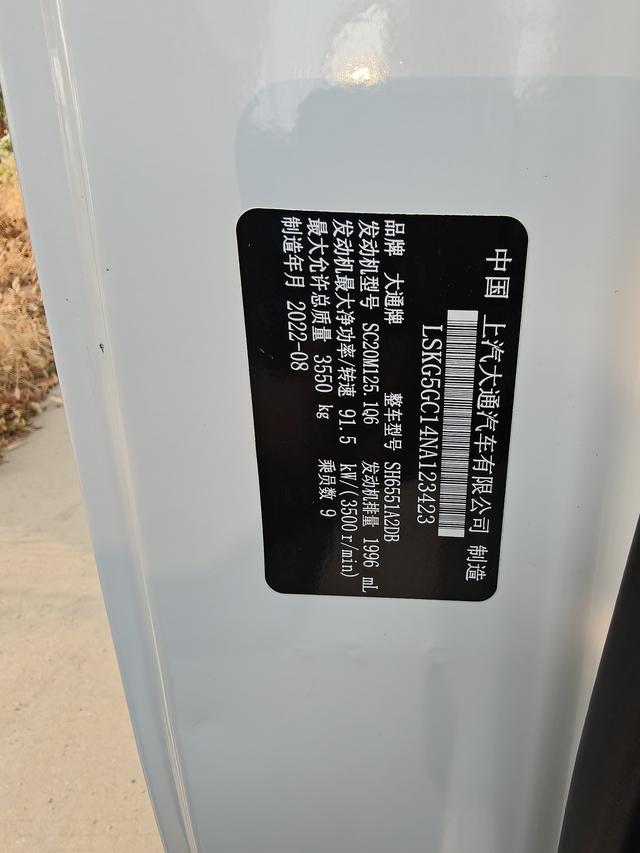 中国 上汽大通汽车有限公司 制造
LSKG5GC14NA123423
品牌 大通牌 整车型号 SH6551A2DB
发动机型号 SC20M125.1Q6 发动机排量 1996 mL
发动机最大净功率/转速 91.5 kW/(3500r/min)
最大允许总质量 3550 kg 乘员数 9
制造年月 2022-08